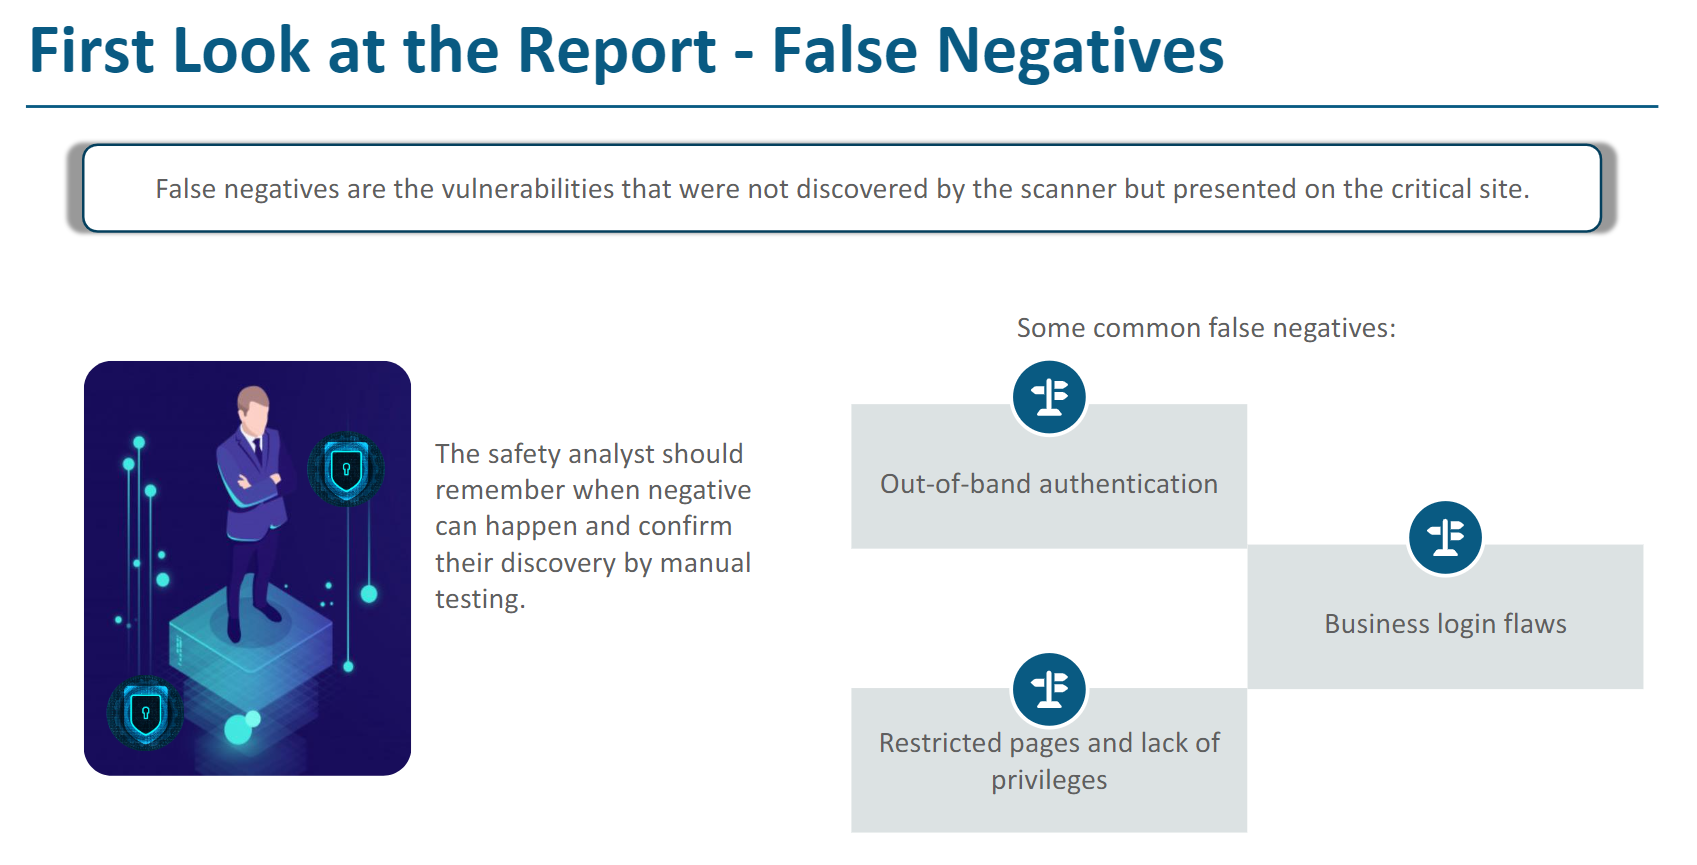 First Look at the Report - False Negatives
False negatives are the vulnerabilities that were not discovered by the scanner but presented on the critical site.
The safety analyst should
remember when negative
can happen and confirm
their discovery by manual
testing.
Some common false negatives:
Out-of-band authentication
Business login flaws
Restricted pages and lack of
privileges